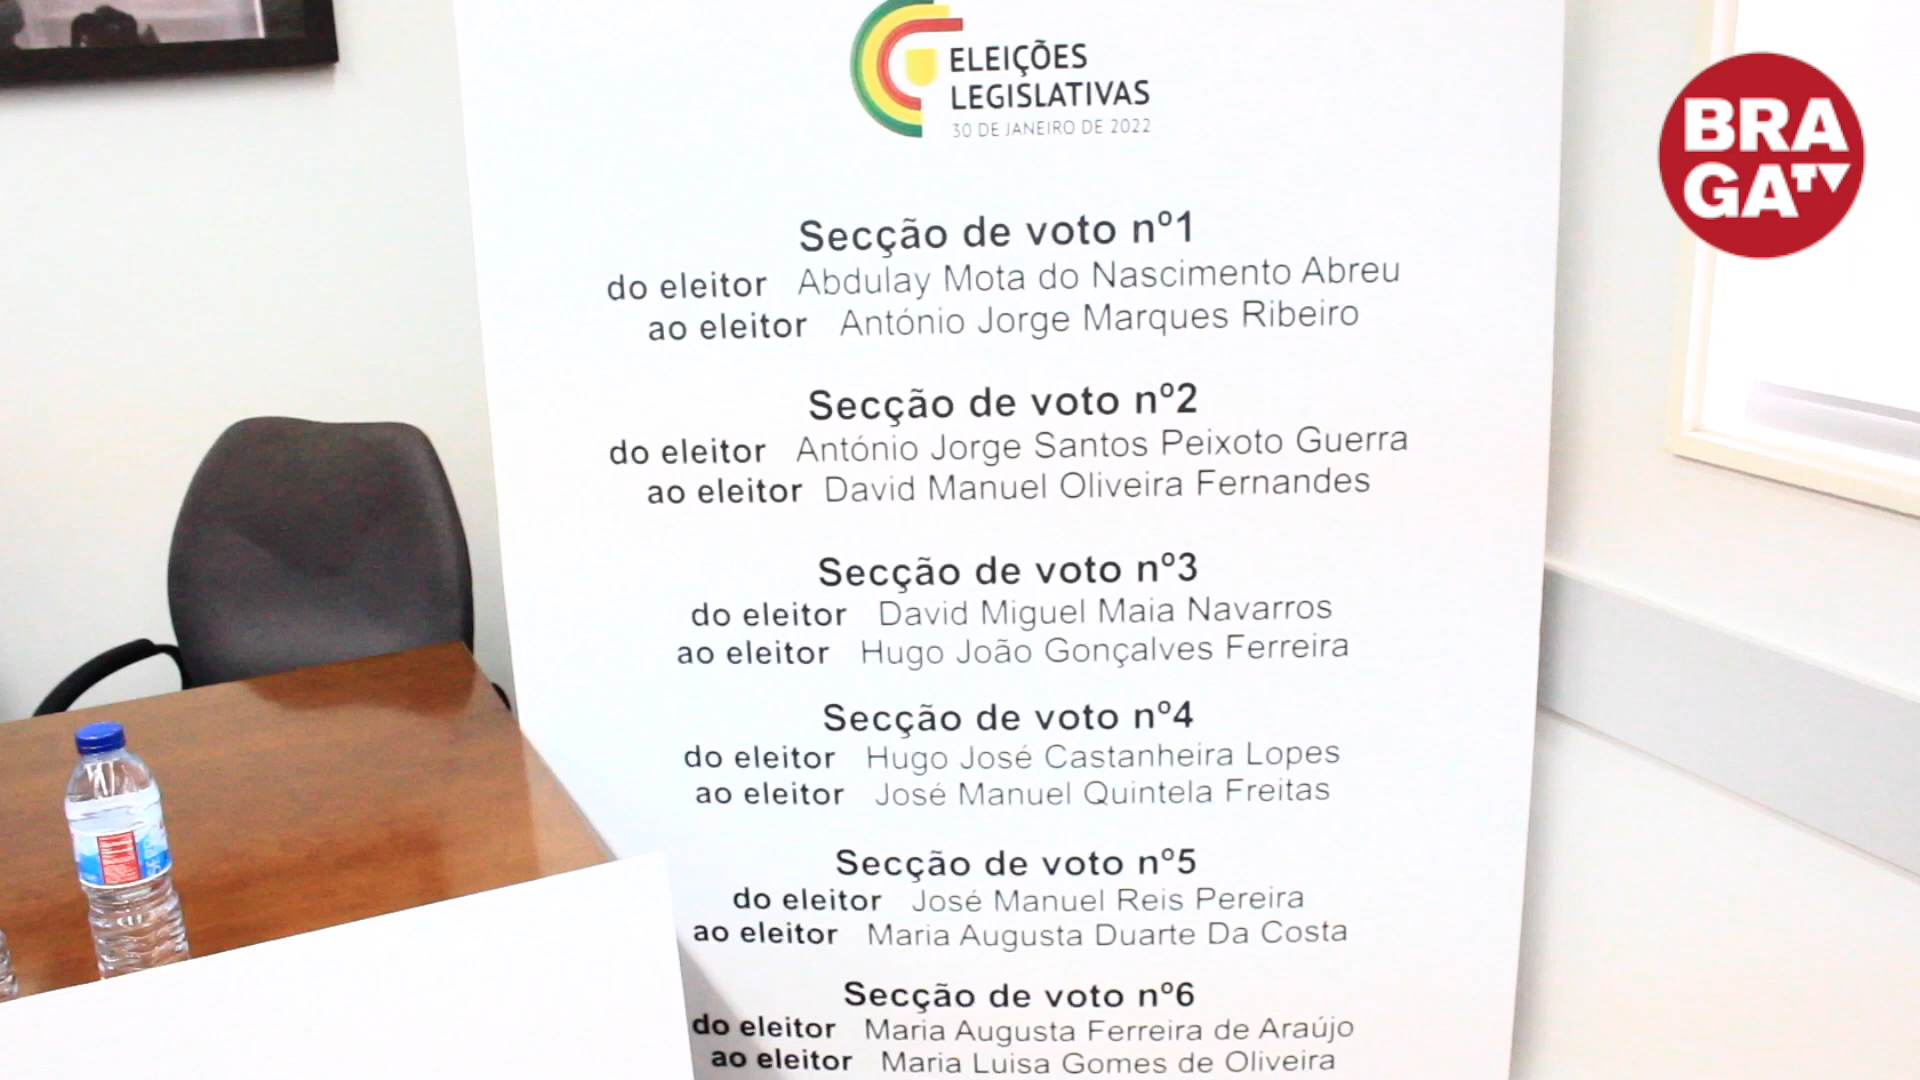 ELEIÇÕES
LEGISLATIVAS
30 DE JANEIRO DE 2022
BRA
GATV
Secção de voto nº1
do eleitor Abdulay Mota do Nascimento Abreu
ao eleitor António Jorge Marques Ribeiro
Secção de voto nº2
do eleitor António Jorge Santos Peixoto Guerra
ao eleitor David Manuel Oliveira Fernandes
Secção de voto nº3
do eleitor David Miguel Maia Navarros
ao eleitor Hugo João Gonçalves Ferreira
Secção de voto nº4
do eleitor Hugo José Castanheira Lopes
ao eleitor José Manuel Quintela Freitas
Secção de voto nº5
do eleitor José Manuel Reis Pereira
ao eleitor Maria Augusta Duarte Da Costa
Secção de voto nº6
do eleitor Maria Augusta Ferreira de Araújo
ao eleitor Maria Luisa Gomes de Oliveira